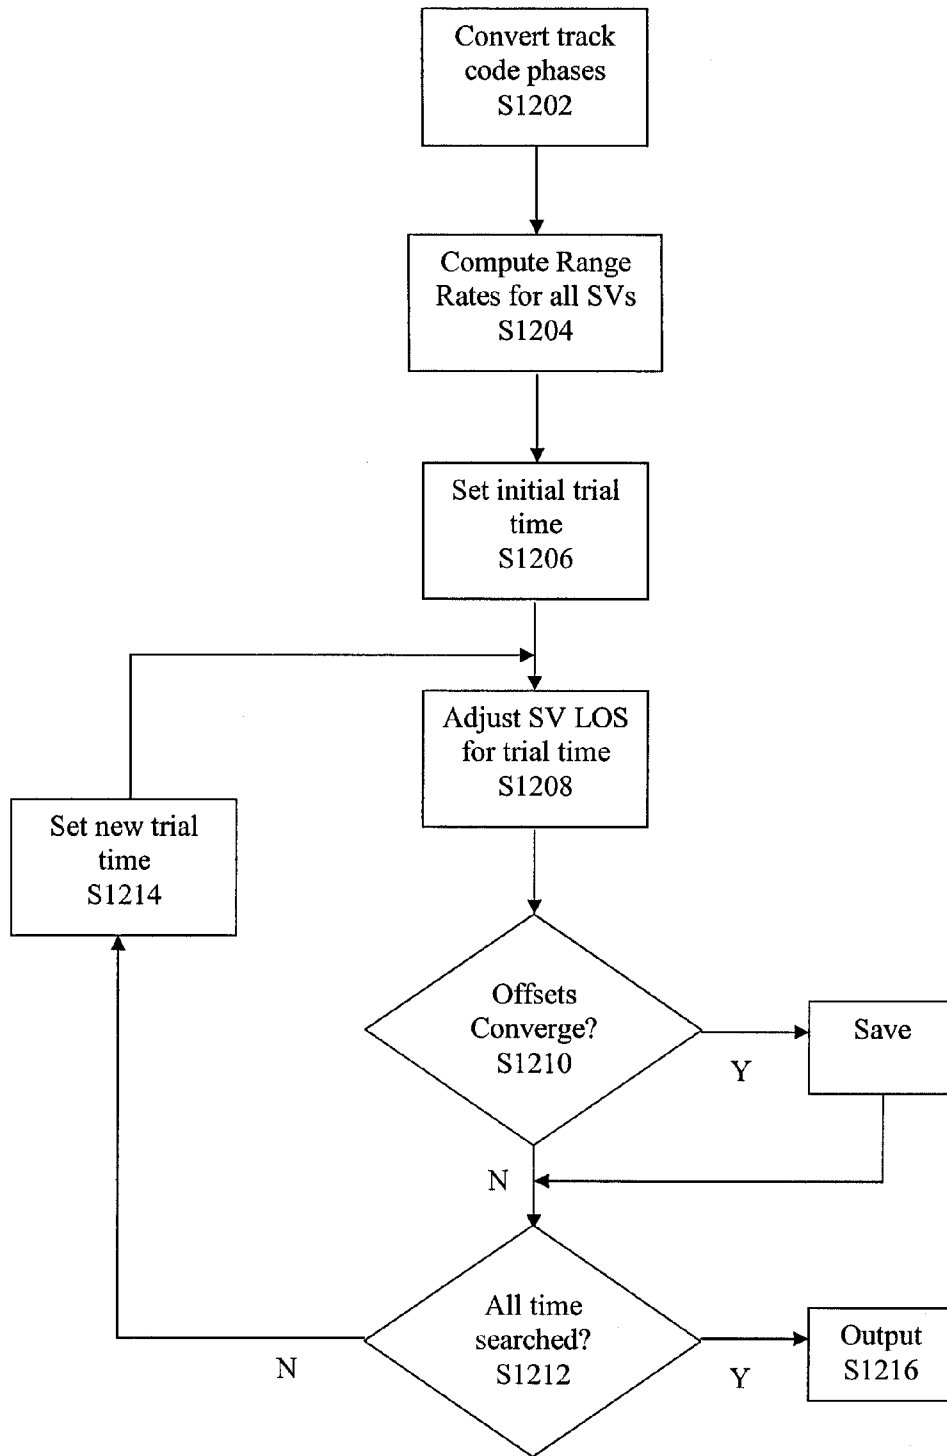 Convert track
code phases
S1202
Compute Range
Rates for all SVs
S1204
Set initial trial
time
S1206
Adjust SV LOS
for trial time
S1208
Set new trial
time
S1214
Offsets
Converge?
S1210
Y
Save
N
All time
searched?
S1212
N
Y
Output
S1216